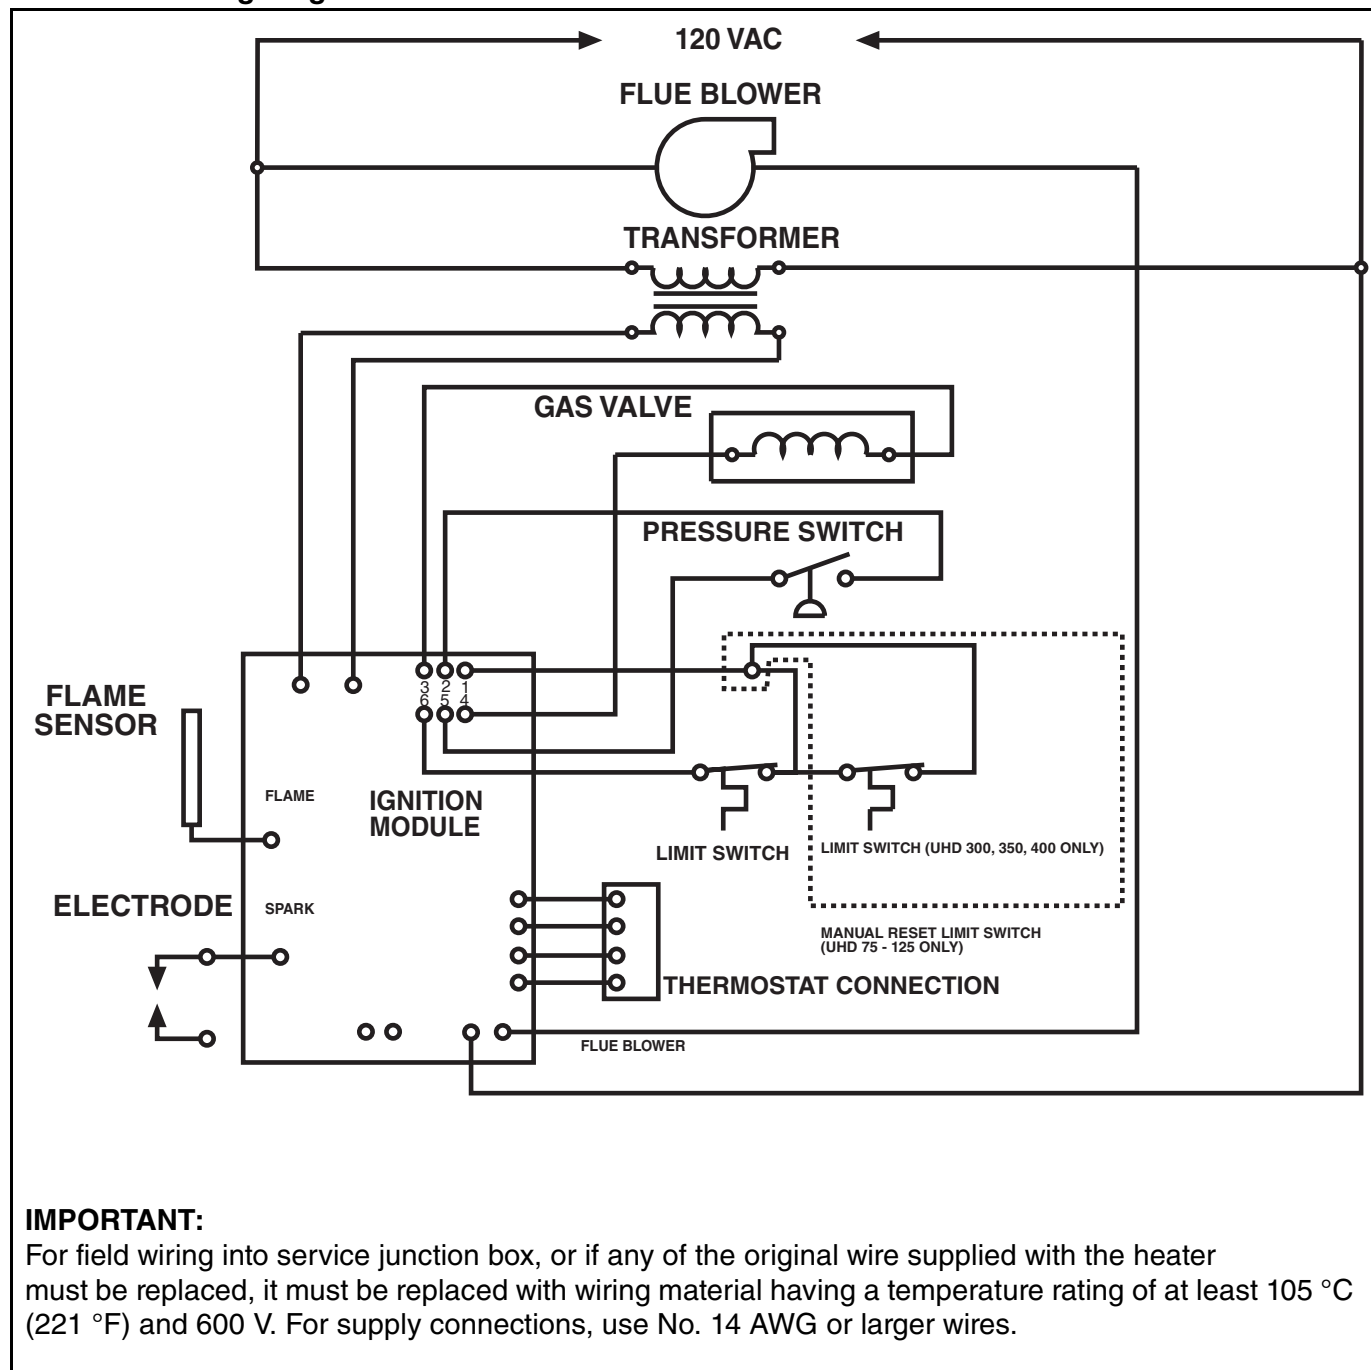 120 VAC
FLUE BLOWER
TRANSFORMER
GAS VALVE
PRESSURE SWITCH
3 2 1
6 5 4
FLAME
SENSOR
FLAME
IGNITION
MODULE
LIMIT SWITCH
LIMIT SWITCH (UHD 300, 350, 400 ONLY)
ELECTRODE
SPARK
MANUAL RESET LIMIT SWITCH
(UHD 75 - 125 ONLY)
THERMOSTAT CONNECTION
FLUE BLOWER
IMPORTANT:
For field wiring into service junction box, or if any of the original wire supplied with the heater
must be replaced, it must be replaced with wiring material having a temperature rating of at least 105 °C
(221 °F) and 600 V. For supply connections, use No. 14 AWG or larger wires.